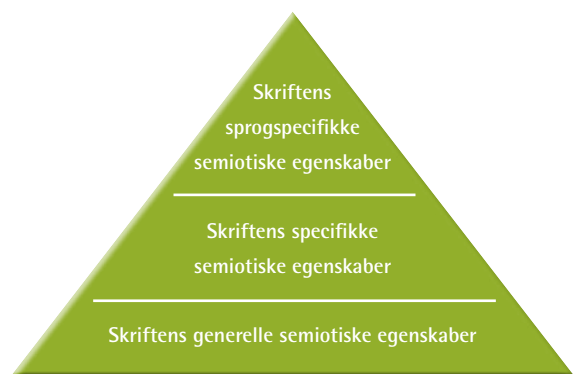 Skriftens
sprogspecifikke
semiotiske egenskaber
Skriftens specifikke
semiotiske egenskaber
Skriftens generelle semiotiske egenskaber